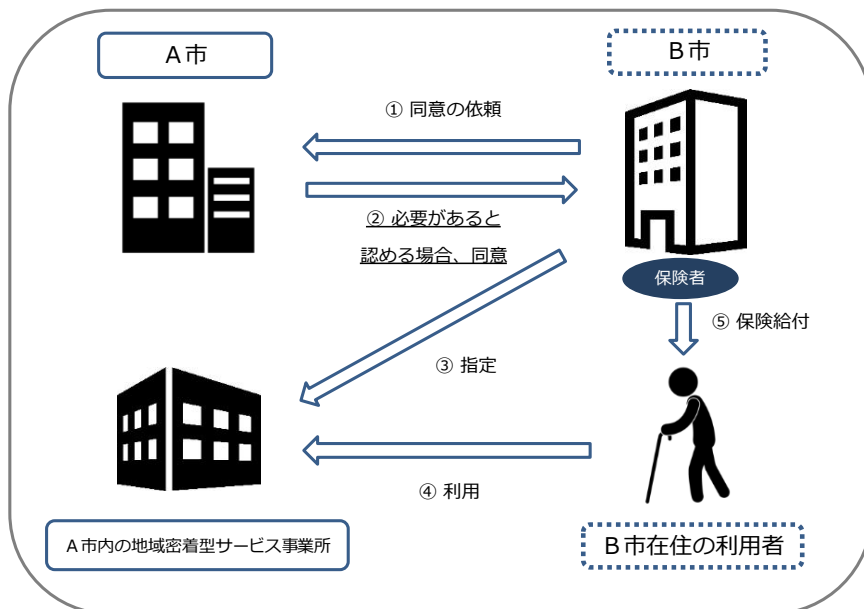 A市
B市
① 同意の依頼
② 必要があると
認める場合、同意
保険者
⑤ 保険給付
③ 指定
④ 利用
A市内の地域密着型サービス事業所
B市在住の利用者